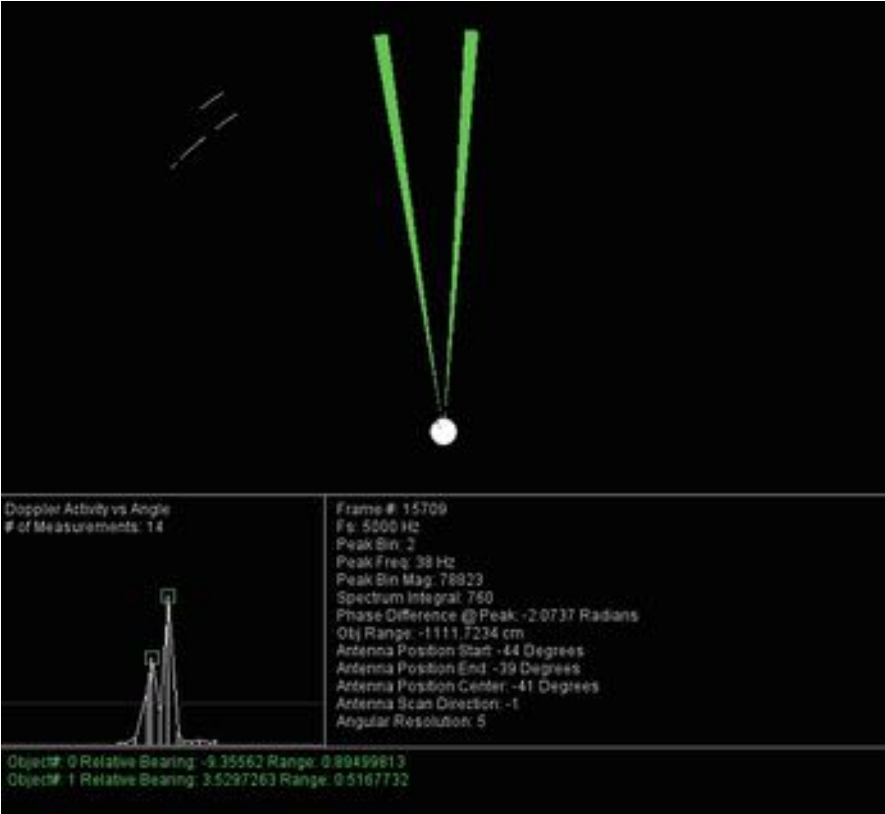 Doppler Activity vs Angle
# of Measurements: 14
Frame #: 15709
Fs: 5000 Hz
Peak Bin: 2
Peak Freq: 38 Hz
Peak Bin Mag: 78823
Spectrum Integral: 760
Phase Difference @ Peak: -2.0737 Radians
Obj Range: -1111.7234 cm
Antenna Position Start: -44 Degrees
Antenna Position End: -39 Degrees
Antenna Position Center: -41 Degrees
Antenna Scan Direction: -1
Angular Resolution: 5
Object#: 0 Relative Bearing: -9.35562 Range: 0.89499813
Object#: 1 Relative Bearing: 3.5297263 Range: 0.5167732